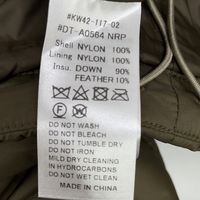 #KW42-117-02
#DT-A0564 NRP
Shell NYLON 100%
Lining NYLON 100%
Insu. DOWN 90%
FEATHER 10%
DO NOT WASH
DO NOT BLEACH
DO NOT TUMBLE DRY
DO NOT IRON
MILD DRY CLEANING
IN HYDROCARBONS
DO NOT WET CLEANING
MADE IN CHINA